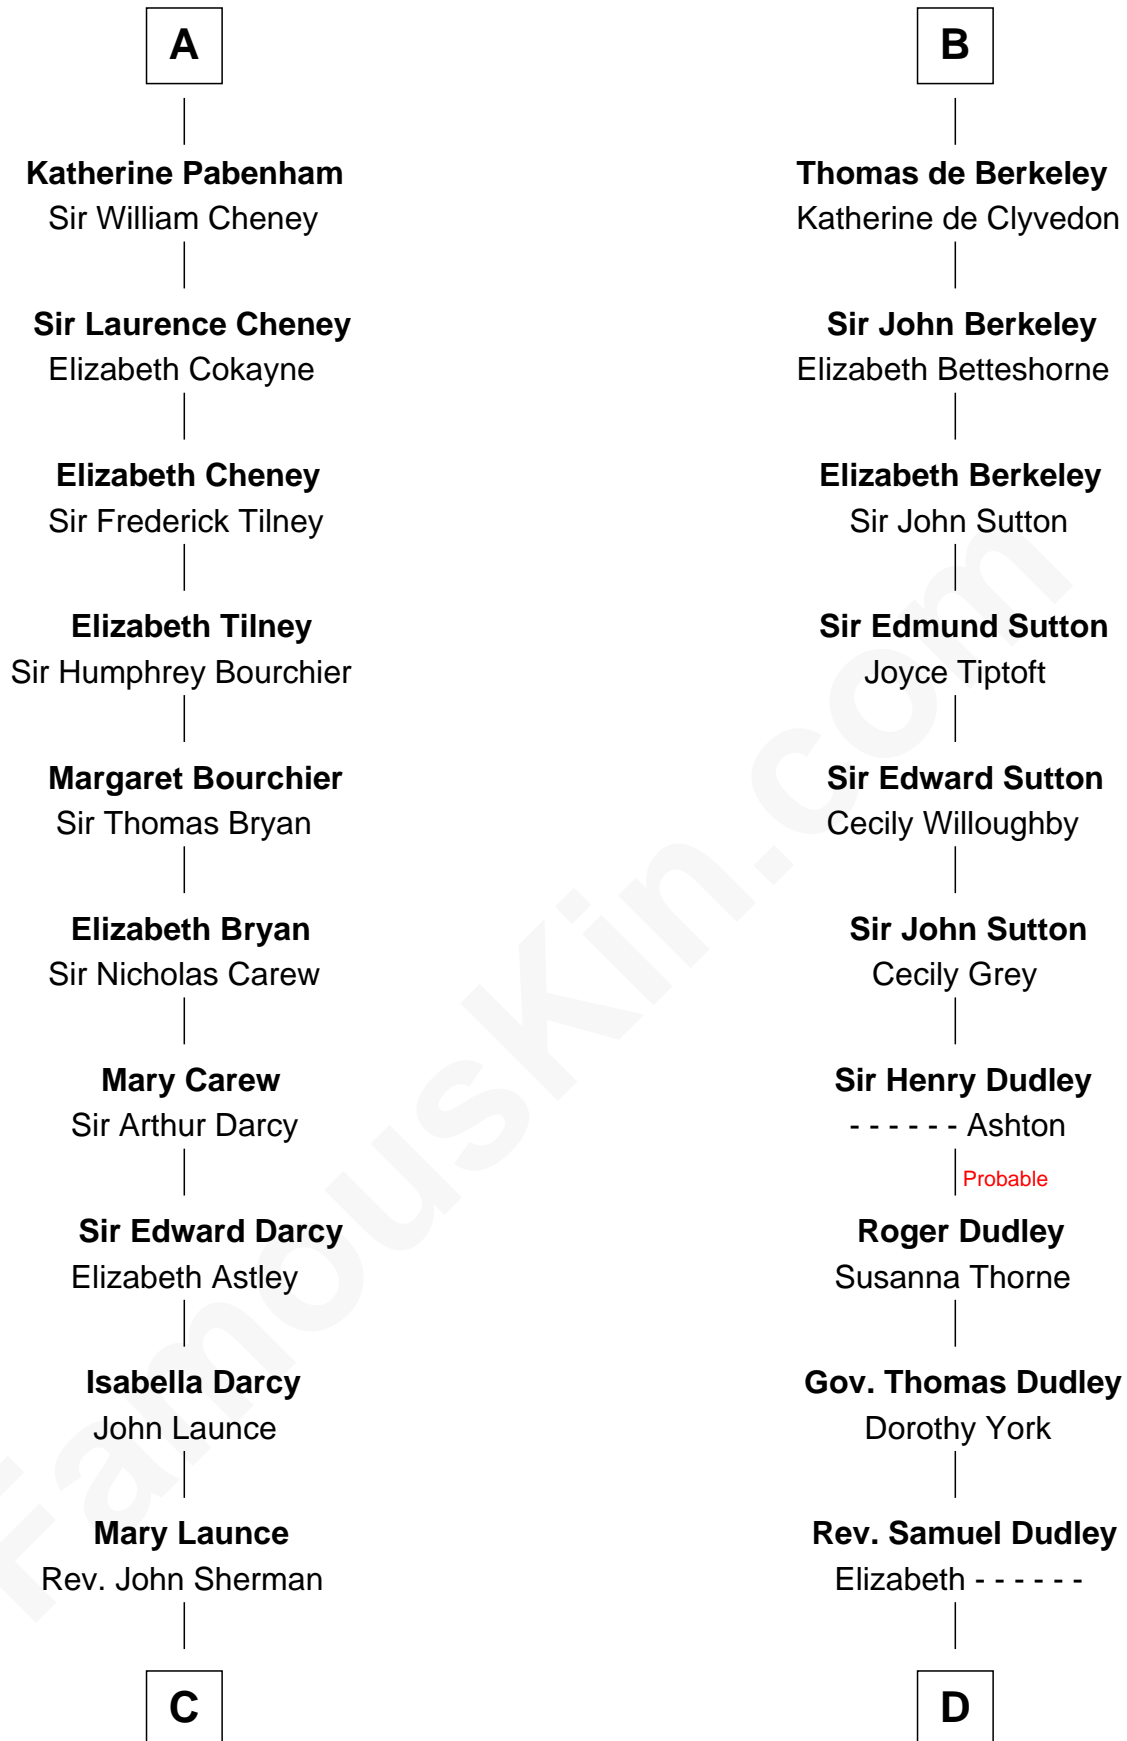 A
Katherine Pabenham
Sir William Cheney
Sir Laurence Cheney
Elizabeth Cokayne
Elizabeth Cheney
Sir Frederick Tilney
Elizabeth Tilney
Sir Humphrey Bourchier
Margaret Bourchier
Sir Thomas Bryan
Elizabeth Bryan
Sir Nicholas Carew
Mary Carew
Sir Arthur Darcy
Sir Edward Darcy
Elizabeth Astley
Isabella Darcy
John Launce
Mary Launce
Rev. John Sherman
C
B
Thomas de Berkeley
Katherine de Clyvedon
Sir John Berkeley
Elizabeth Betteshorne
Elizabeth Berkeley
Sir John Sutton
Sir Edmund Sutton
Joyce Tiptoft
Sir Edward Sutton
Cecily Willoughby
Sir John Sutton
Cecily Grey
Sir Henry Dudley
- - - - - - Ashton
Probable
Roger Dudley
Susanna Thorne
Gov. Thomas Dudley
Dorothy York
Rev. Samuel Dudley
Elizabeth - - - - - -
D
FamousKin.com